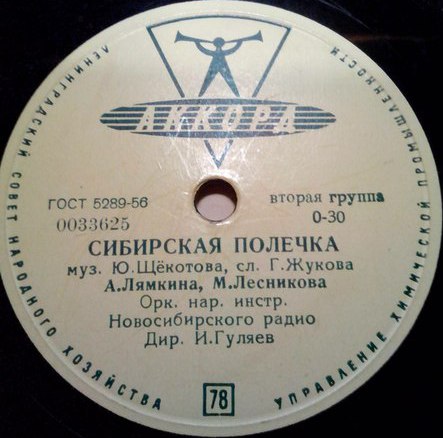 АККОРД
ЛЕНИНГРАДСКИЙ СОВЕТ НАРОДНОГО ХОЗЯЙСТВА
УПРАВЛЕНИЕ ХИМИЧЕСКОЙ ПРОМЫШЛЕННОСТИ
ГОСТ 5289-56
вторая группа
0033625
0-30
СИБИРСКАЯ ПОЛЕЧКА
муз. Ю.Щёкотова, сл. Г.Жукова
А.Лямкина, М.Лесникова
Орк. нар. инстр.
Новосибирского радио
Дир. И.Гуляев
78